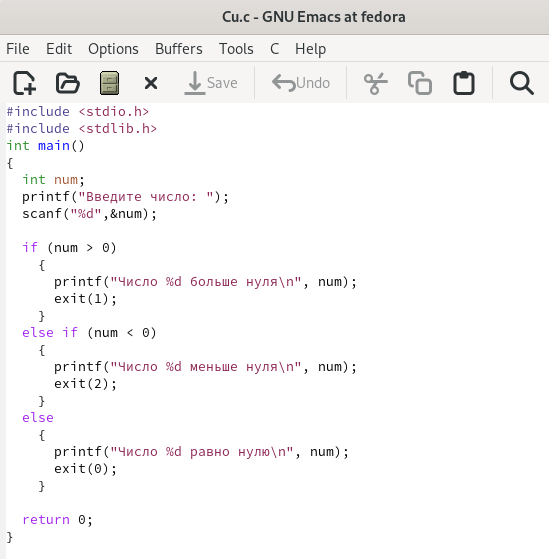 Cu.c - GNU Emacs at fedora
File Edit Options Buffers Tools C Help
Save Undo
#include <stdio.h>
#include <stdlib.h>
int main()
{
  int num;
  printf("Введите число: ");
  scanf("%d",&num);

  if (num > 0)
    {
      printf("Число %d больше нуля\n", num);
      exit(1);
    }
  else if (num < 0)
    {
      printf("Число %d меньше нуля\n", num);
      exit(2);
    }
  else
    {
      printf("Число %d равно нулю\n", num);
      exit(0);
    }

  return 0;
}